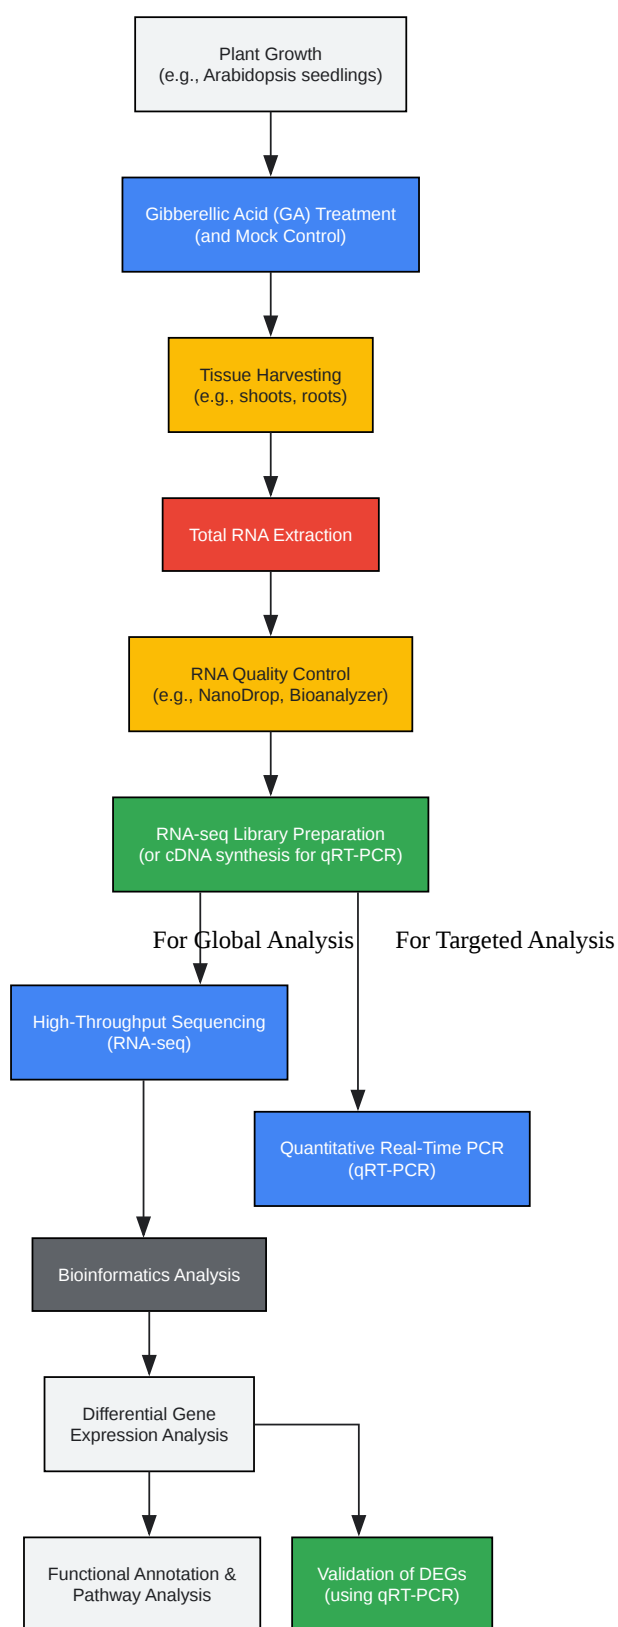 Plant Growth
(e.g., Arabidopsis seedlings)
Gibberellic Acid (GA) Treatment
(and Mock Control)
Tissue Harvesting
(e.g., shoots, roots)
Total RNA Extraction
RNA Quality Control
(e.g., NanoDrop, Bioanalyzer)
RNA-seq Library Preparation
(or cDNA synthesis for qRT-PCR)
For Global Analysis
For Targeted Analysis
High-Throughput Sequencing
(RNA-seq)
Quantitative Real-Time PCR
(qRT-PCR)
Bioinformatics Analysis
Differential Gene
Expression Analysis
Functional Annotation &
Pathway Analysis
Validation of DEGs
(using qRT-PCR)